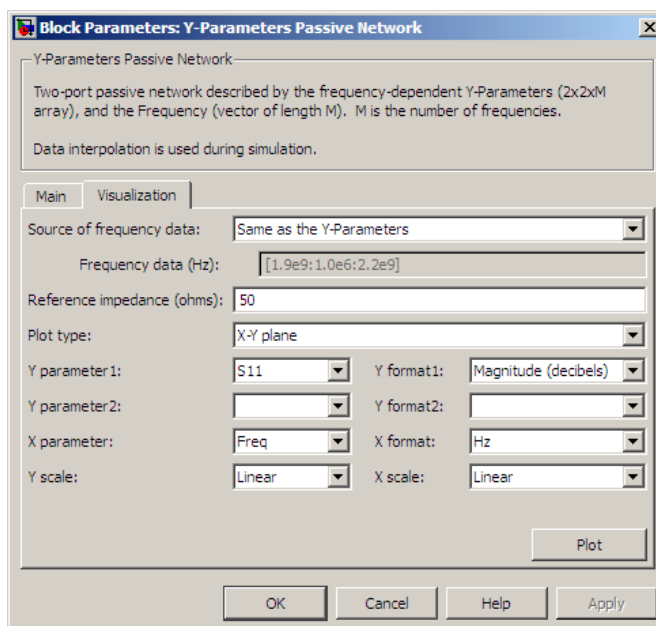 Block Parameters: Y-Parameters Passive Network
Y-Parameters Passive Network
Two-port passive network described by the frequency-dependent Y-Parameters (2x2xM
array), and the Frequency (vector of length M). M is the number of frequencies.
Data interpolation is used during simulation.
Main Visualization
Source of frequency data: Same as the Y-Parameters
Frequency data (Hz): [1.9e9:1.0e6:2.2e9]
Reference impedance (ohms): 50
Plot type: X-Y plane
Y parameter1: S11 Y format1: Magnitude (decibels)
Y parameter2: Y format2:
X parameter: Freq X format: Hz
Y scale: Linear X scale: Linear
Plot
OK Cancel Help Apply